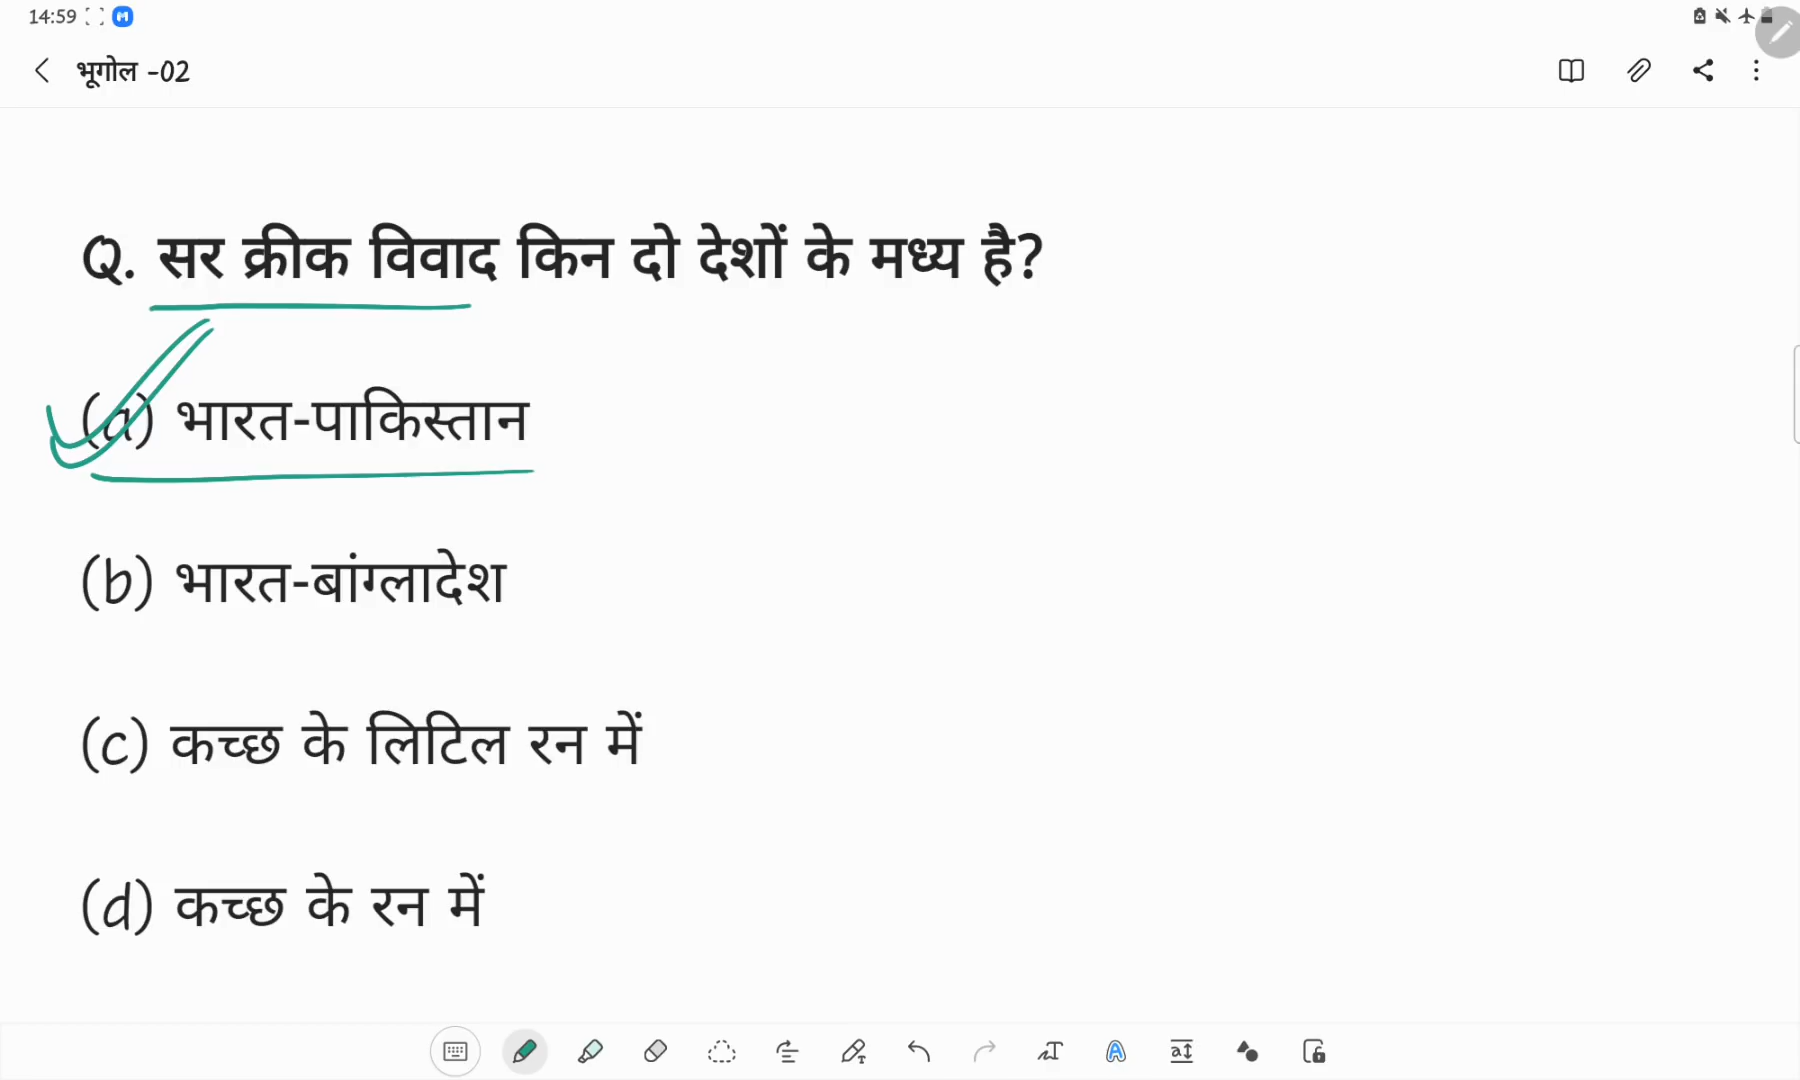 14:59
भूगोल -02
Q. सर क्रीक विवाद किन दो देशों के मध्य है?
(a) भारत-पाकिस्तान
(b) भारत-बांग्लादेश
(c) कच्छ के लिटिल रन में
(d) कच्छ के रन में